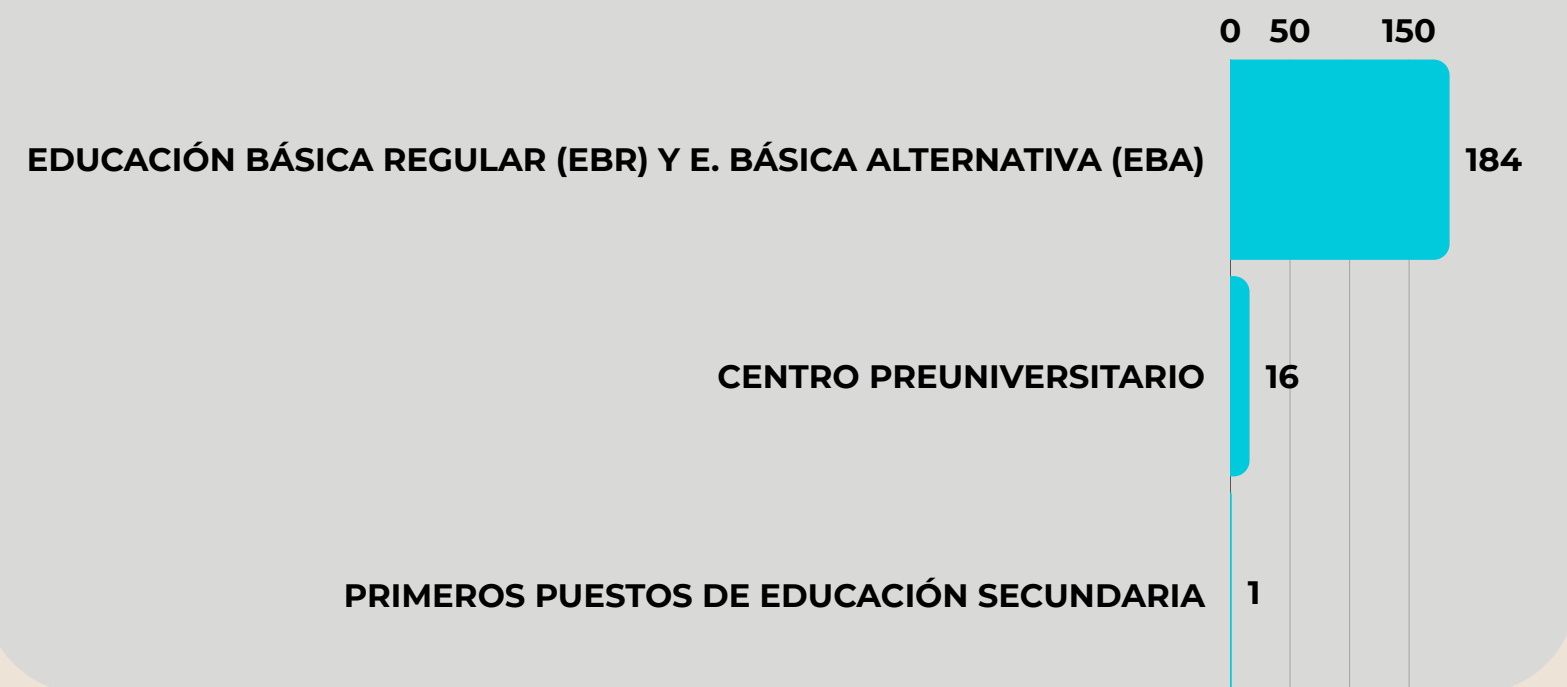 0 50 150
EDUCACIÓN BÁSICA REGULAR (EBR) Y E. BÁSICA ALTERNATIVA (EBA) 184
CENTRO PREUNIVERSITARIO 16
PRIMEROS PUESTOS DE EDUCACIÓN SECUNDARIA 1